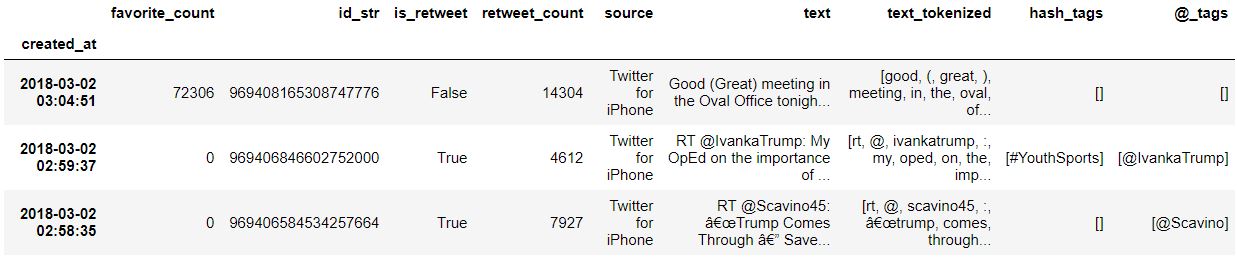 favorite_count id_str is_retweet retweet_count source text text_tokenized hash_tags @_tags
created_at
2018-03-02 03:04:51 72306 969408165308747776 False 14304 Twitter for iPhone Good (Great) meeting in the Oval Office tonigh... [good, (, great, ), meeting, in, the, oval, of... [] []
2018-03-02 02:59:37 0 969406846602752000 True 4612 Twitter for iPhone RT @IvankaTrump: My OpEd on the importance of ... [rt, @, ivankatrump, :, my, oped, on, the, imp... [#YouthSports] [@IvankaTrump]
2018-03-02 02:58:35 0 969406584534257664 True 7927 Twitter for iPhone RT @Scavino45: â€œTrump Comes Through â€” Save... [rt, @, scavino45, :, â€œtrump, comes, through... [] [@Scavino]